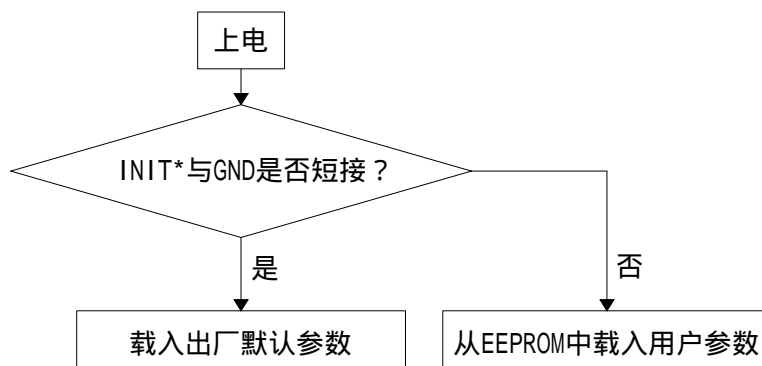 上电
INIT*与GND是否短接？
是
否
载入出厂默认参数
从EEPROM中载入用户参数